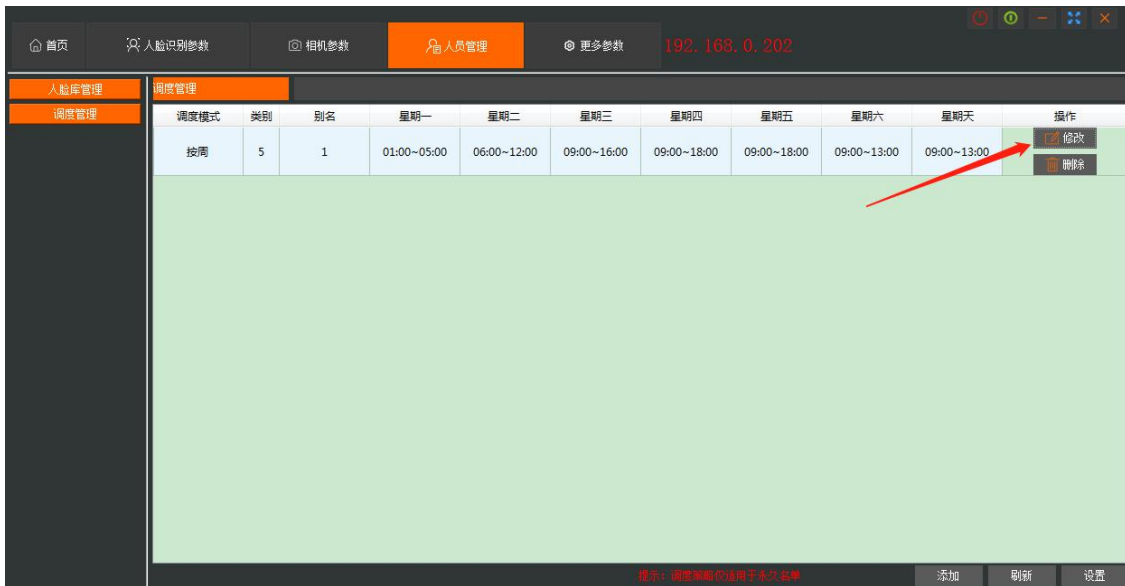 首页 人脸识别参数 相机参数 人员管理 更多参数 192.168.0.202
人脸库管理 调度管理
调度管理
调度模式 类别 别名 星期一 星期二 星期三 星期四 星期五 星期六 星期天 操作
按周 5 1 01:00~05:00 06:00~12:00 09:00~16:00 09:00~18:00 09:00~18:00 09:00~13:00 09:00~13:00 修改
删除
提示：调度策略仅适用于永久名单 添加 刷新 设置